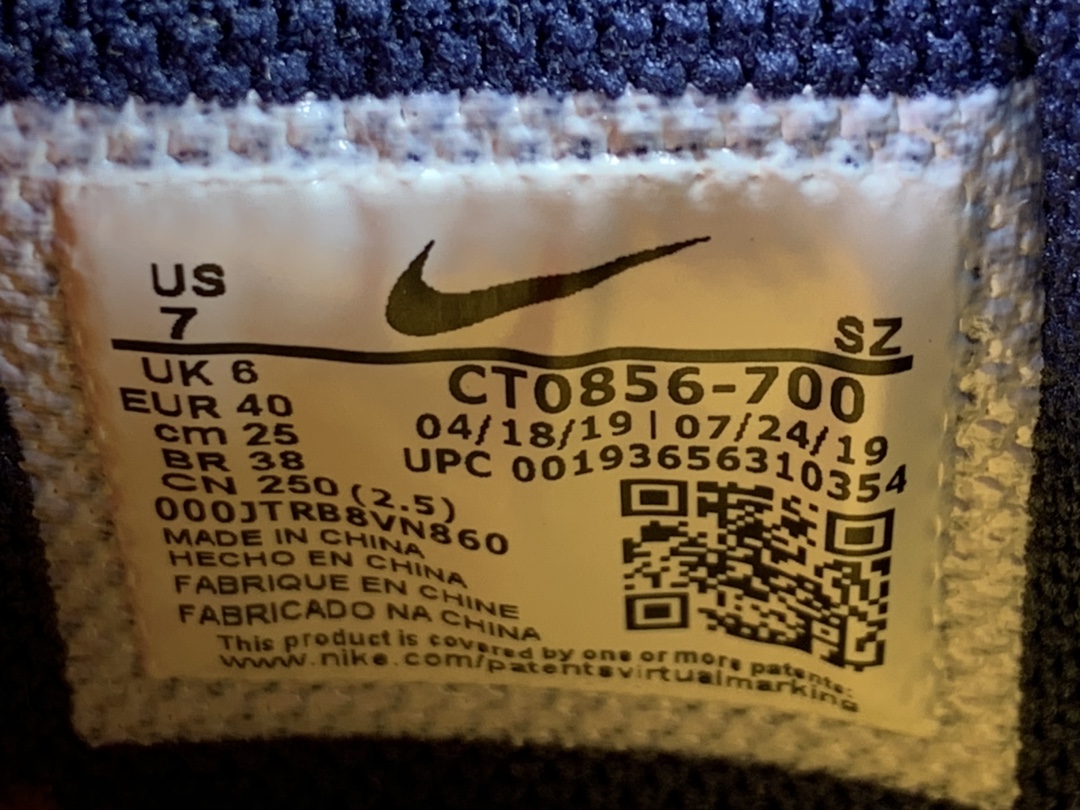 US
7
SZ
UK 6
EUR 40
cm 25
BR 38
CN 250 (2.5)
000JTRB8VN860
MADE IN CHINA
HECHO EN CHINA
FABRIQUE EN CHINE
FABRICADO NA CHINA
CT0856-700
04/18/19 | 07/24/19
UPC 00193656310354
This product is covered by one or more patents:
www.nike.com/patentsvirtualmarking